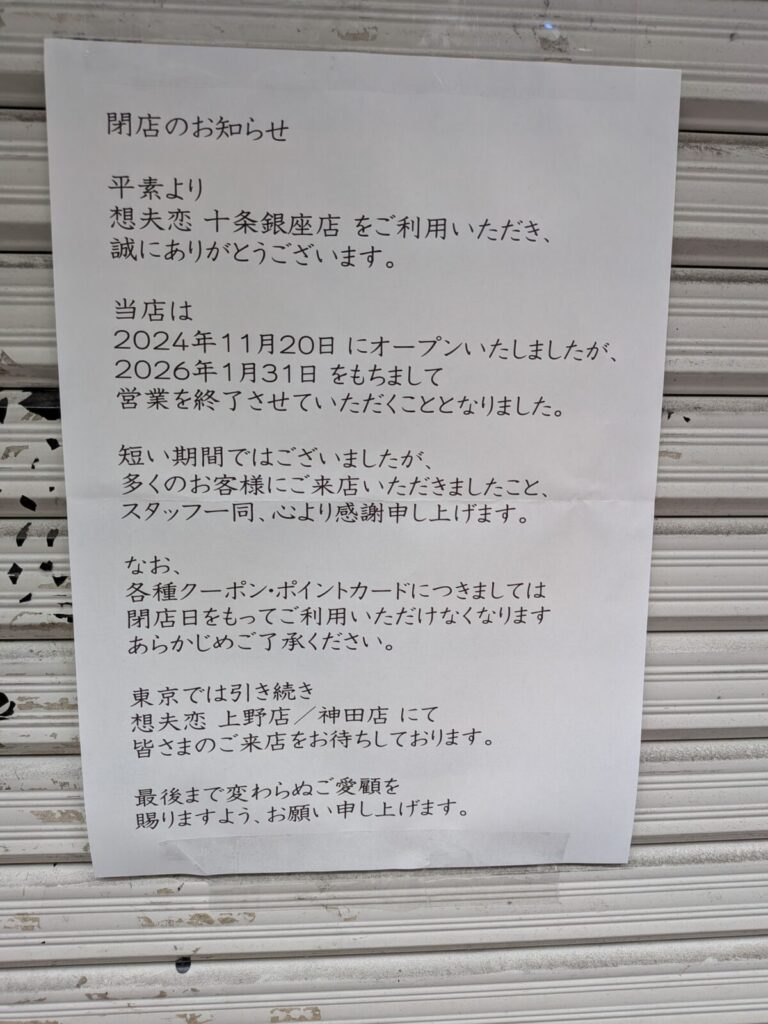 閉店のお知らせ
平素より
想夫恋 十条銀座店 をご利用いただき、
誠にありがとうございます。
当店は
2024年11月20日 にオープンいたしましたが、
2026年1月31日 をもちまして
営業を終了させていただくこととなりました。
短い期間ではございましたが、
多くのお客様にご来店いただきましたこと、
スタッフ一同、心より感謝申し上げます。
なお、
各種クーポン・ポイントカードにつきましては
閉店日をもってご利用いただけなくなります
あらかじめご了承ください。
東京では引き続き
想夫恋 上野店／神田店 にて
皆さまのご来店をお待ちしております。
最後まで変わらぬご愛顧を
賜りますよう、お願い申し上げます。